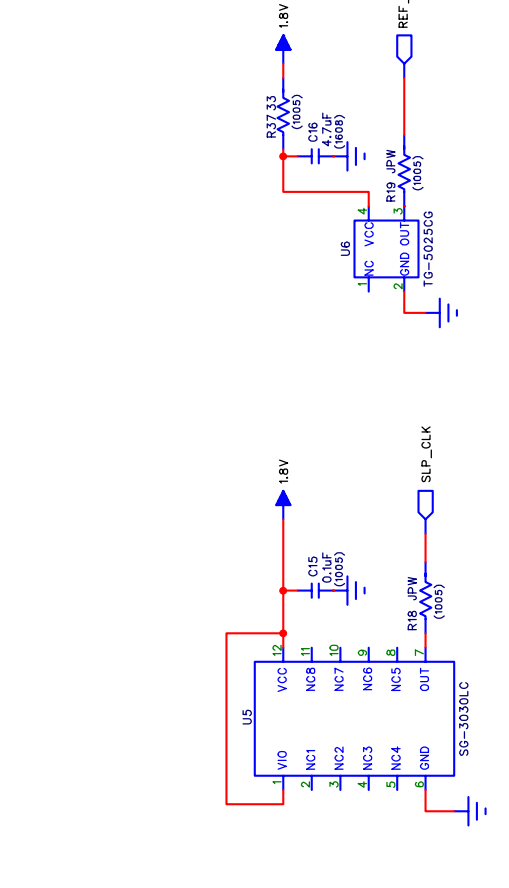 1.8V
REF_
R37 33
(1005)
C16
4.7uF
(1608)
R19 JPW
(1005)
U6
4
3
VCC
OUT
NC
GND
1
2
TG-5025CG
1.8V
SLP_CLK
C15
0.1uF
(1005)
R18 JPW
(1005)
U5
12
11
10
9
8
7
VCC
NC8
NC7
NC6
NC5
OUT
VIO
NC1
NC2
NC3
NC4
GND
1
2
3
4
5
6
SG-3030LC